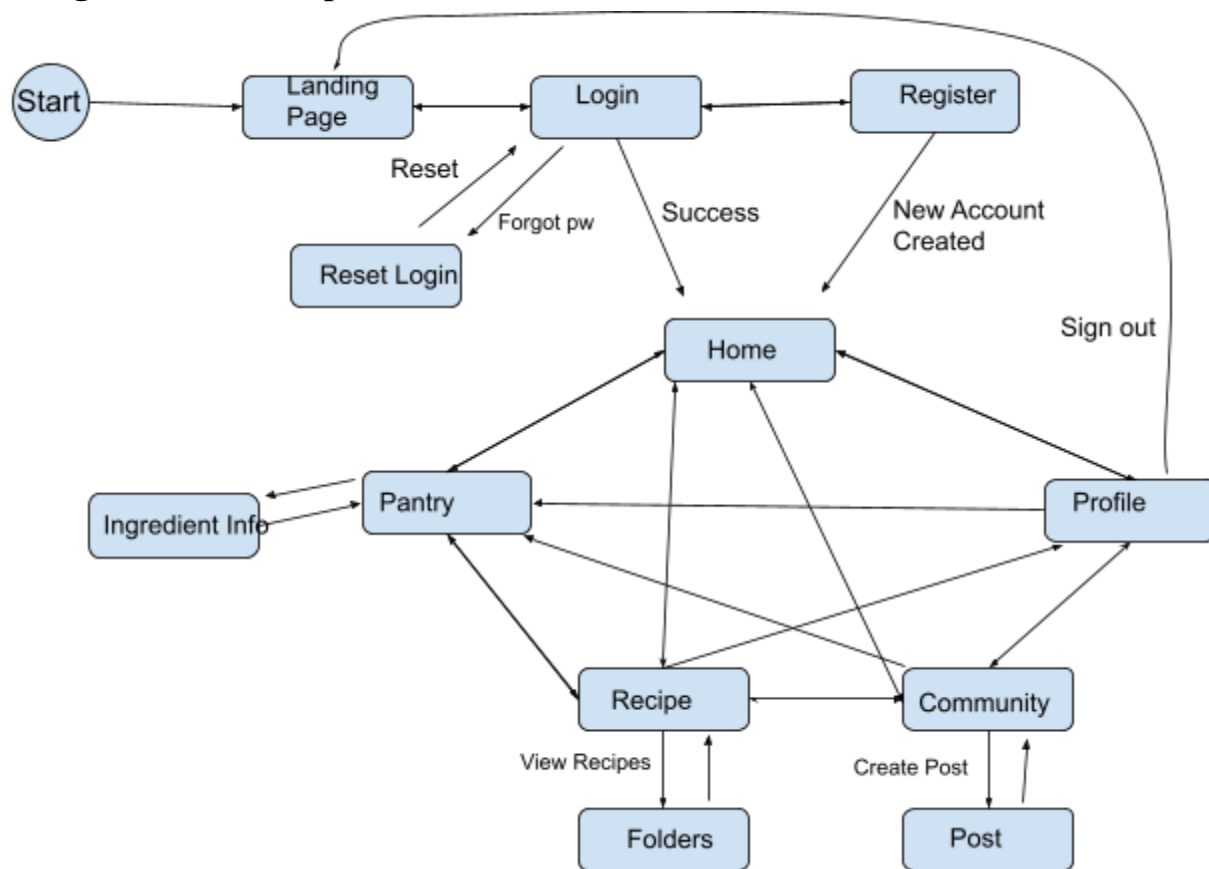 Start
Landing
Page
Login
Register
Reset
Forgot pw
Success
New Account
Created
Reset Login
Sign out
Home
Pantry
Ingredient Info
Profile
Recipe
Community
View Recipes
Create Post
Folders
Post